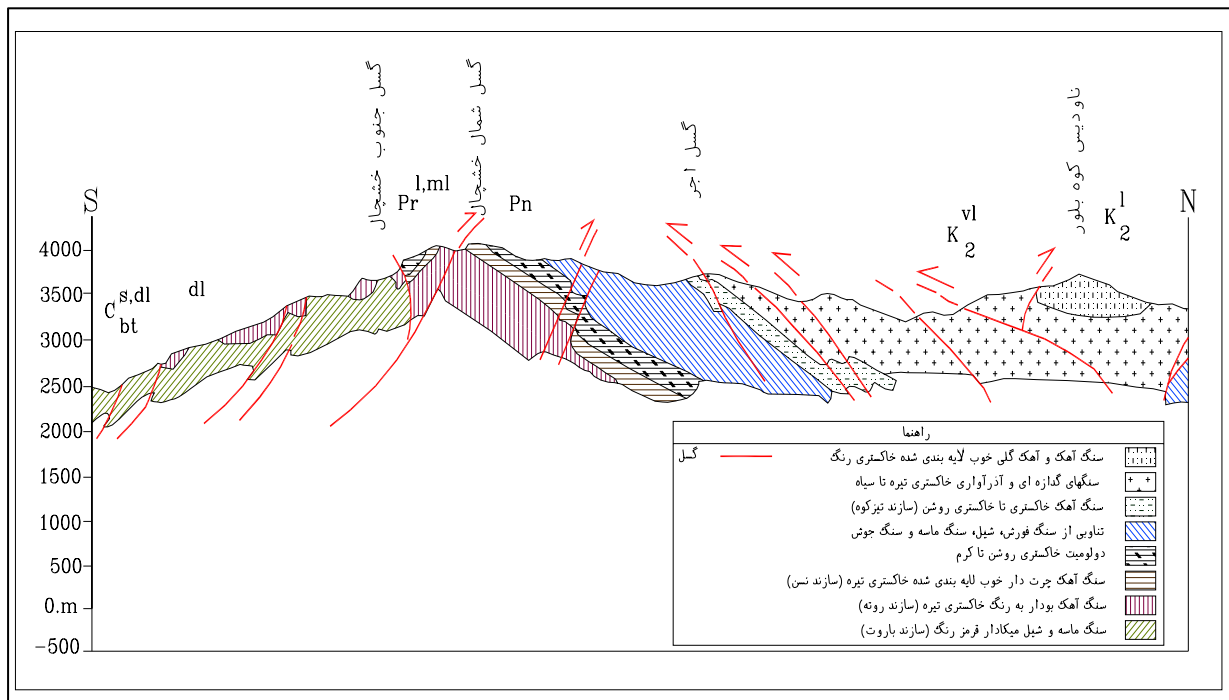 گسل جنوب خشچال
گسل شمال خشچال
گسل اجر
ناودیس کوه بلور
S
N
C bt s,dl
dl
Pr l,ml
Pn
K 2 vl
K 2 l
4000
3500
3000
2500
2000
1500
1000
500
0.m
-500
راهنما
سنگ آهک و آهک گلی خوب لایه بندی شده خاکستری رنگ
گسل
سنگهای گدازه ای و آذرآواری خاکستری تیره تا سیاه
سنگ آهک خاکستری تا خاکستری روشن (سازند تیزکوه)
تناوبی از سنگ فورش، شیل، سنگ ماسه و سنگ جوش
دولومیت خاکستری روشن تا کرم
سنگ آهک چرت دار خوب لایه بندی شده خاکستری تیره (سازند نسن)
سنگ آهک بودار به رنگ خاکستری تیره (سازند روته)
سنگ ماسه و شیل میکادار قرمز رنگ (سازند باروت)